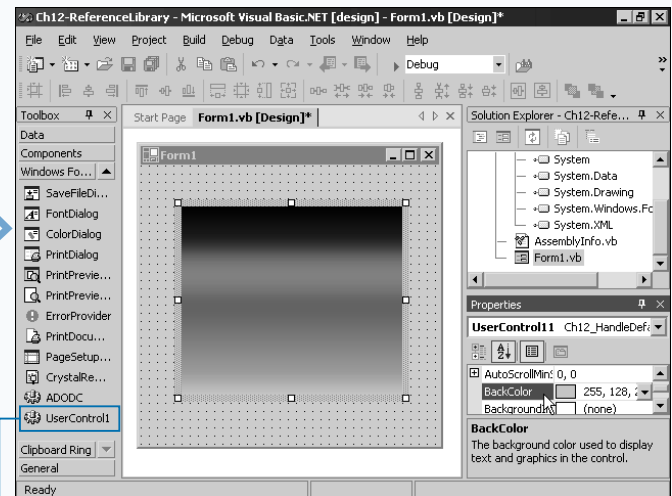 Ch12-ReferenceLibrary - Microsoft Visual Basic.NET [design] - Form1.vb [Design]*
File Edit View Project Build Debug Data Tools Window Help
Debug
Toolbox
Data
Components
Windows Fo...
SaveFileDi...
FontDialog
ColorDialog
PrintDialog
PrintPrevie...
PrintPrevie...
ErrorProvider
PrintDocu...
PageSetup...
CrystalRe...
ADODC
UserControl1
Clipboard Ring
General
Start Page Form1.vb [Design]*
Form1
Solution Explorer - Ch12-Refe...
System
System.Data
System.Drawing
System.Windows.Fo
System.XML
AssemblyInfo.vb
Form1.vb
Properties
UserControl11 Ch12_HandleDefa
AutoScrollMin 0, 0
BackColor 255, 128,
(none)
BackColor
The background color used to display
text and graphics in the control.
Ready